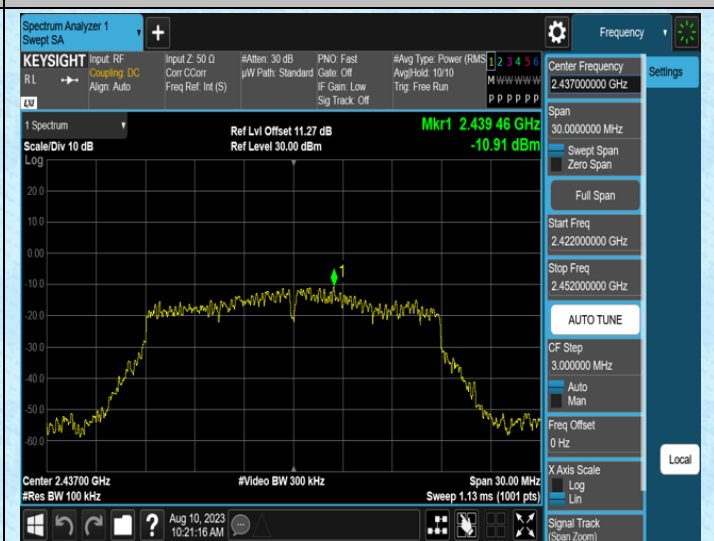 Spectrum Analyzer 1
Swept SA
+
Frequency
KEYSIGHT
R L
LXI
Input: RF
Coupling: DC
Align: Auto
Input Z: 50 Ω
Corr CCorr
Freq Ref: Int (S)
#Atten: 30 dB
µW Path: Standard
PNO: Fast
Gate: Off
IF Gain: Low
Sig Track: Off
#Avg Type: Power (RMS
Avg|Hold: 10/10
Trig: Free Run
1 2 3 4 5 6
M W W W W W
P P P P P P
Center Frequency
2.437000000 GHz
Settings
Span
30.0000000 MHz
Swept Span
Zero Span
Full Span
Start Freq
2.422000000 GHz
Stop Freq
2.452000000 GHz
AUTO TUNE
CF Step
3.000000 MHz
Auto
Man
Freq Offset
0 Hz
X Axis Scale
Log
Lin
Signal Track
(Span Zoom)
Local
1 Spectrum
Scale/Div 10 dB
Log
Ref Lvl Offset 11.27 dB
Ref Level 30.00 dBm
Mkr1 2.439 46 GHz
-10.91 dBm
20.0
10.0
0.00
-10.0
-20.0
-30.0
-40.0
-50.0
-60.0
1
Center 2.43700 GHz
#Res BW 100 kHz
#Video BW 300 kHz
Span 30.00 MHz
Sweep 1.13 ms (1001 pts)
?
Aug 10, 2023
10:21:16 AM